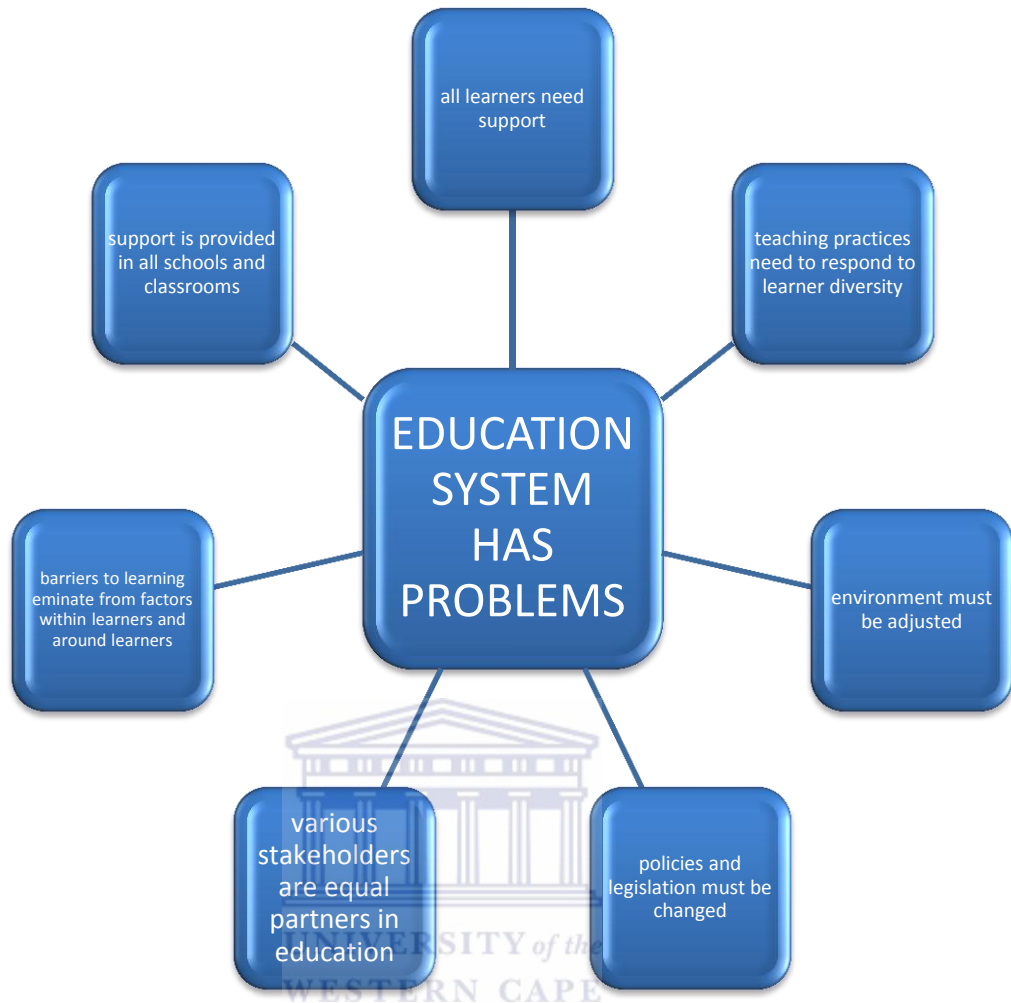 all learners need
support
support is provided
in all schools and
classrooms
teaching practices
need to respond to
learner diversity
EDUCATION
SYSTEM
HAS
PROBLEMS
barriers to learning
eminate from factors
within learners and
around learners
environment must
be adjusted
various
stakeholders
are equal
partners in
education
policies and
legislation must be
changed
UNIVERSITY of the
WESTERN CAPE